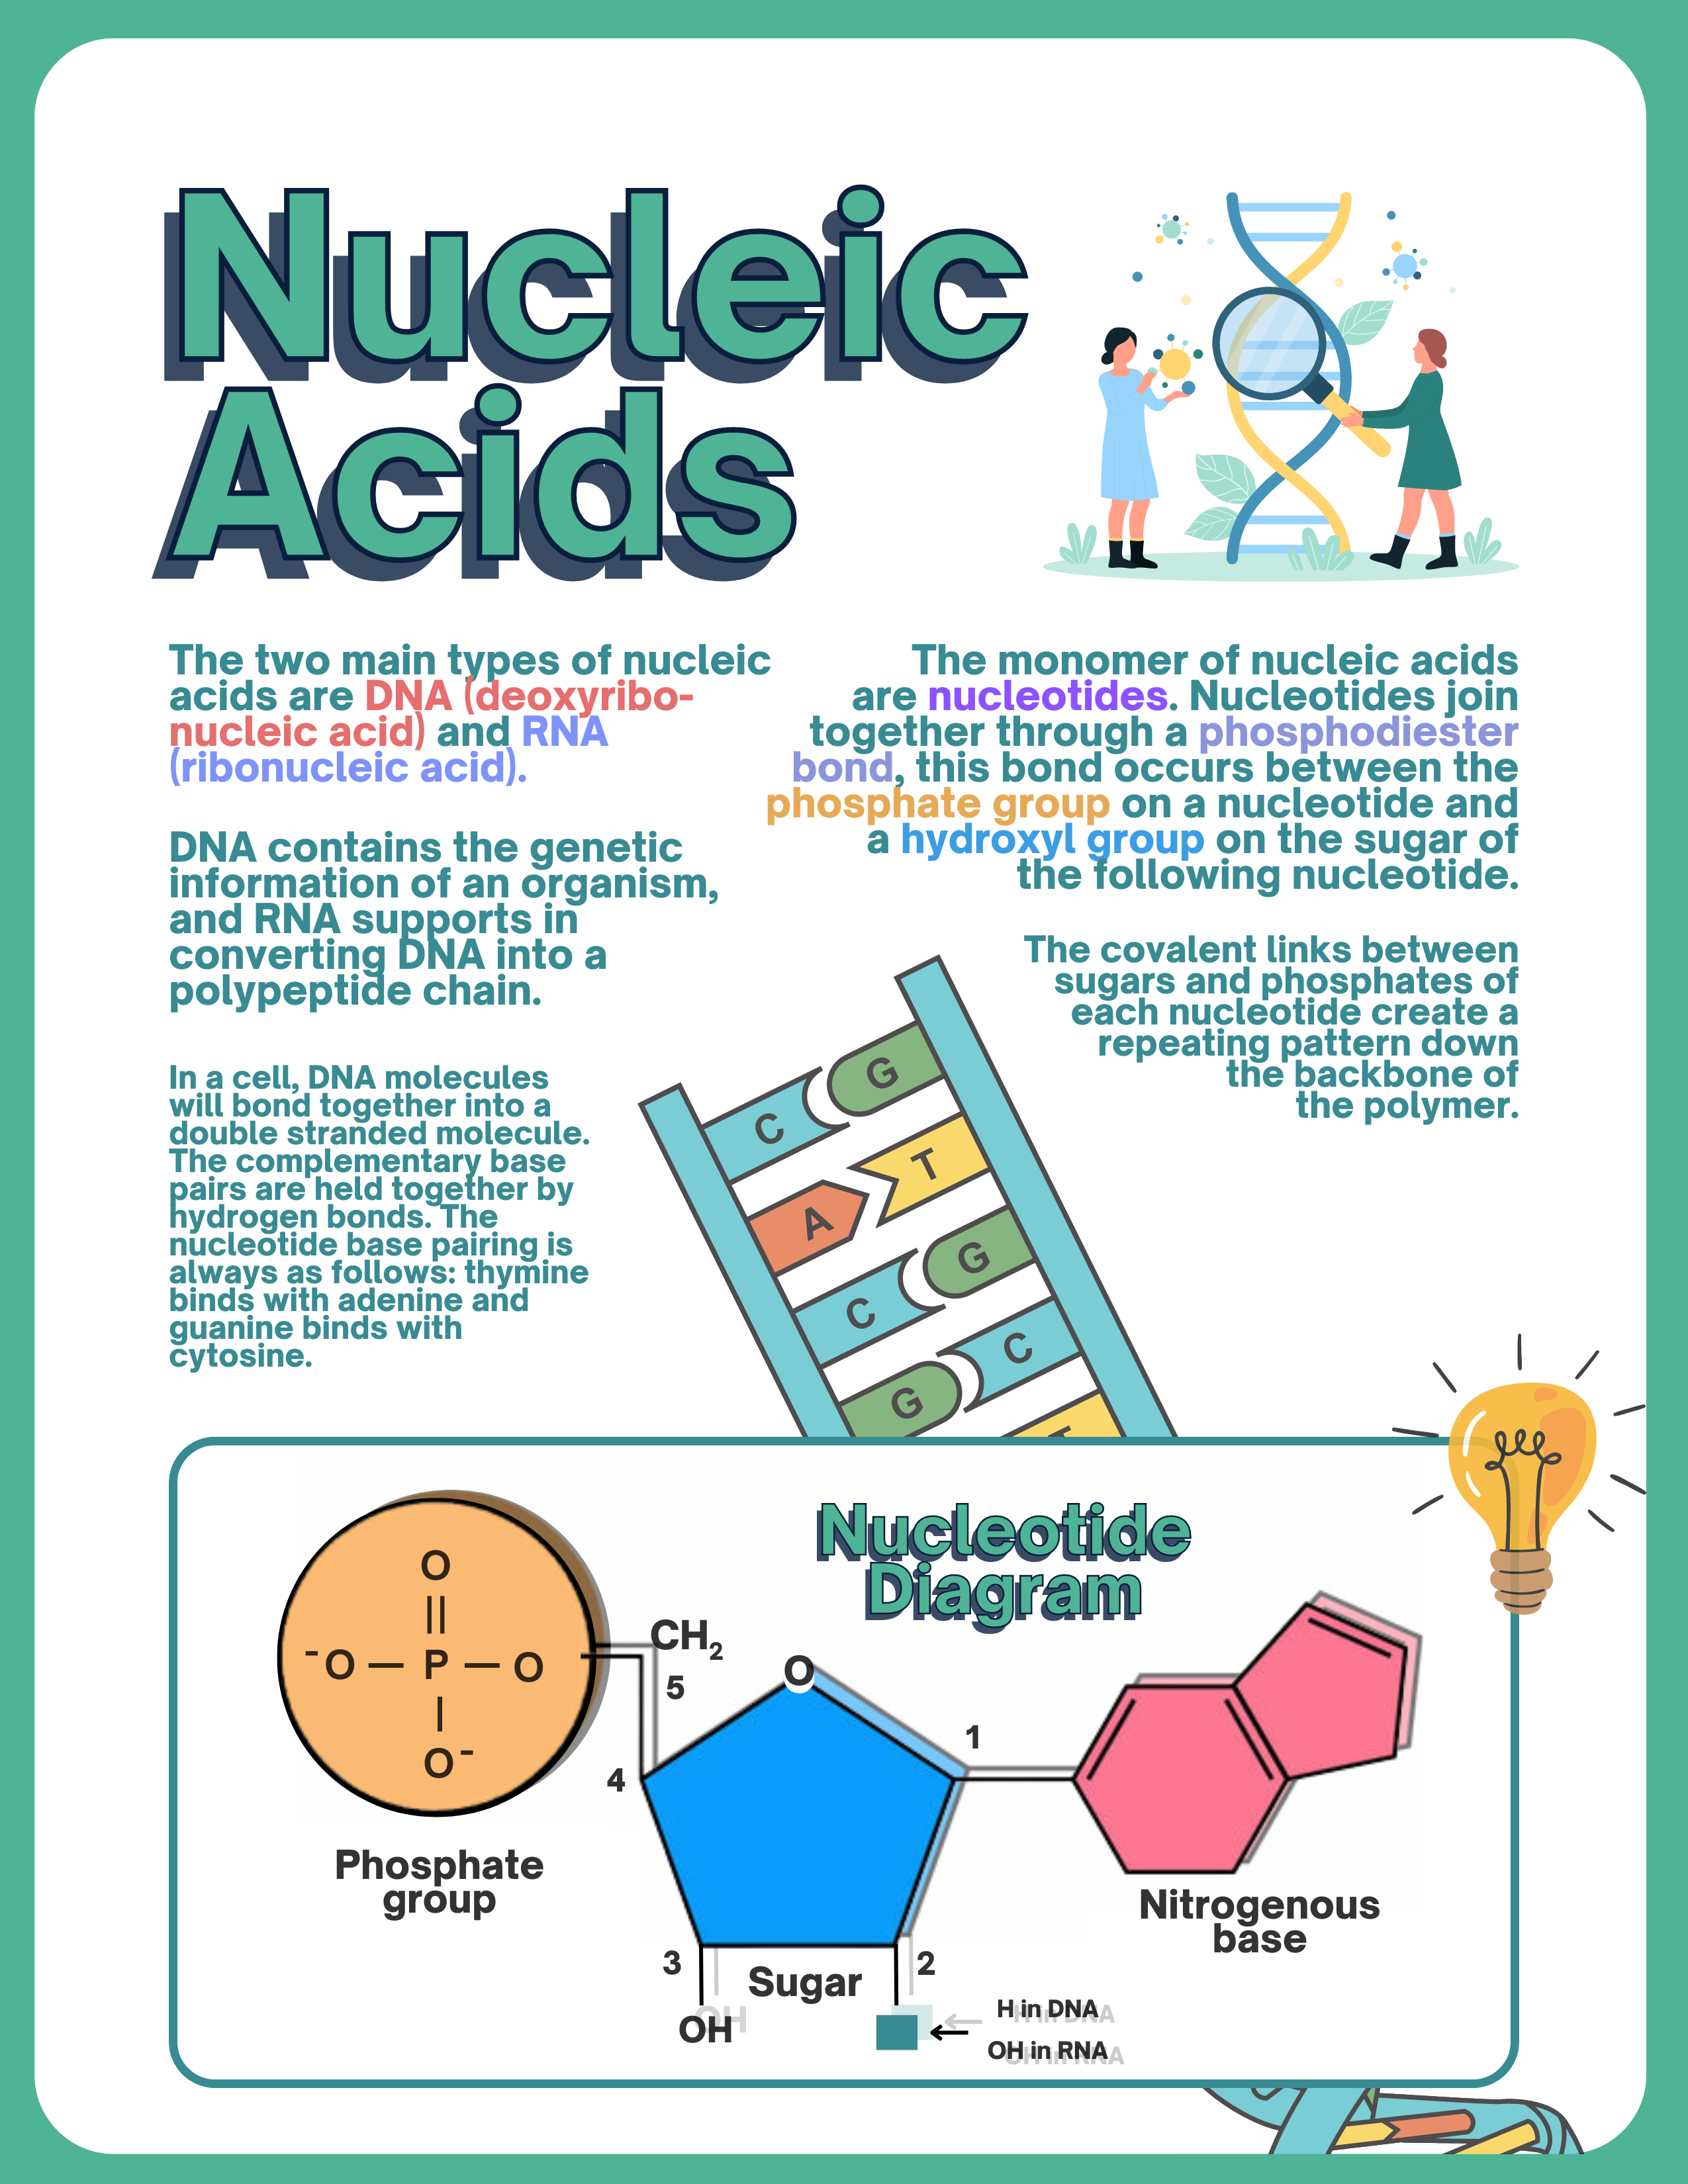 Nucleic
Acids
The two main types of nucleic
acids are DNA (deoxyribo-
nucleic acid) and RNA
(ribonucleic acid).
DNA contains the genetic
information of an organism,
and RNA supports in
converting DNA into a
polypeptide chain.
In a cell, DNA molecules
will bond together into a
double stranded molecule.
The complementary base
pairs are held together by
hydrogen bonds. The
nucleotide base pairing is
always as follows: thymine
binds with adenine and
guanine binds with
cytosine.
The monomer of nucleic acids
are nucleotides. Nucleotides join
together through a phosphodiester
bond, this bond occurs between the
phosphate group on a nucleotide and
a hydroxyl group on the sugar of
the following nucleotide.
The covalent links between
sugars and phosphates of
each nucleotide create a
repeating pattern down
the backbone of
the polymer.
C G
A T
C G
G C
T
Nucleotide
Diagram
O
⁻O — P — O
O⁻
Phosphate
group
CH₂
5
O
1
4
3
2
Sugar
OH
H in DNA
OH in RNA
Nitrogenous
base